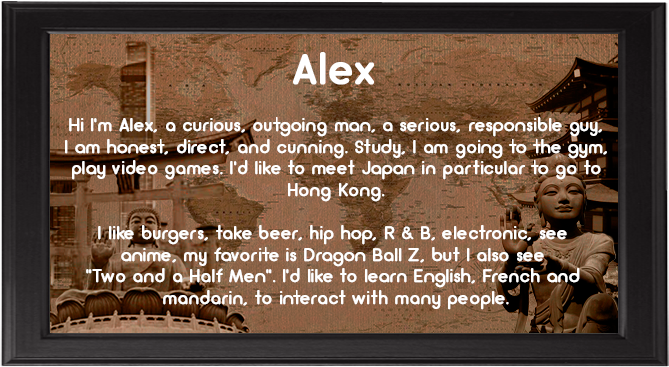 Alex
Hi I'm Alex, a curious, outgoing man, a serious, responsible guy,
I am honest, direct, and cunning. Study, I am going to the gym,
play video games. I'd like to meet Japan in particular to go to
Hong Kong.
I like burgers, take beer, hip hop, R & B, electronic, see
anime, my favorite is Dragon Ball Z, but I also see
"Two and a Half Men". I'd like to learn English, French and
mandarin, to interact with many people.